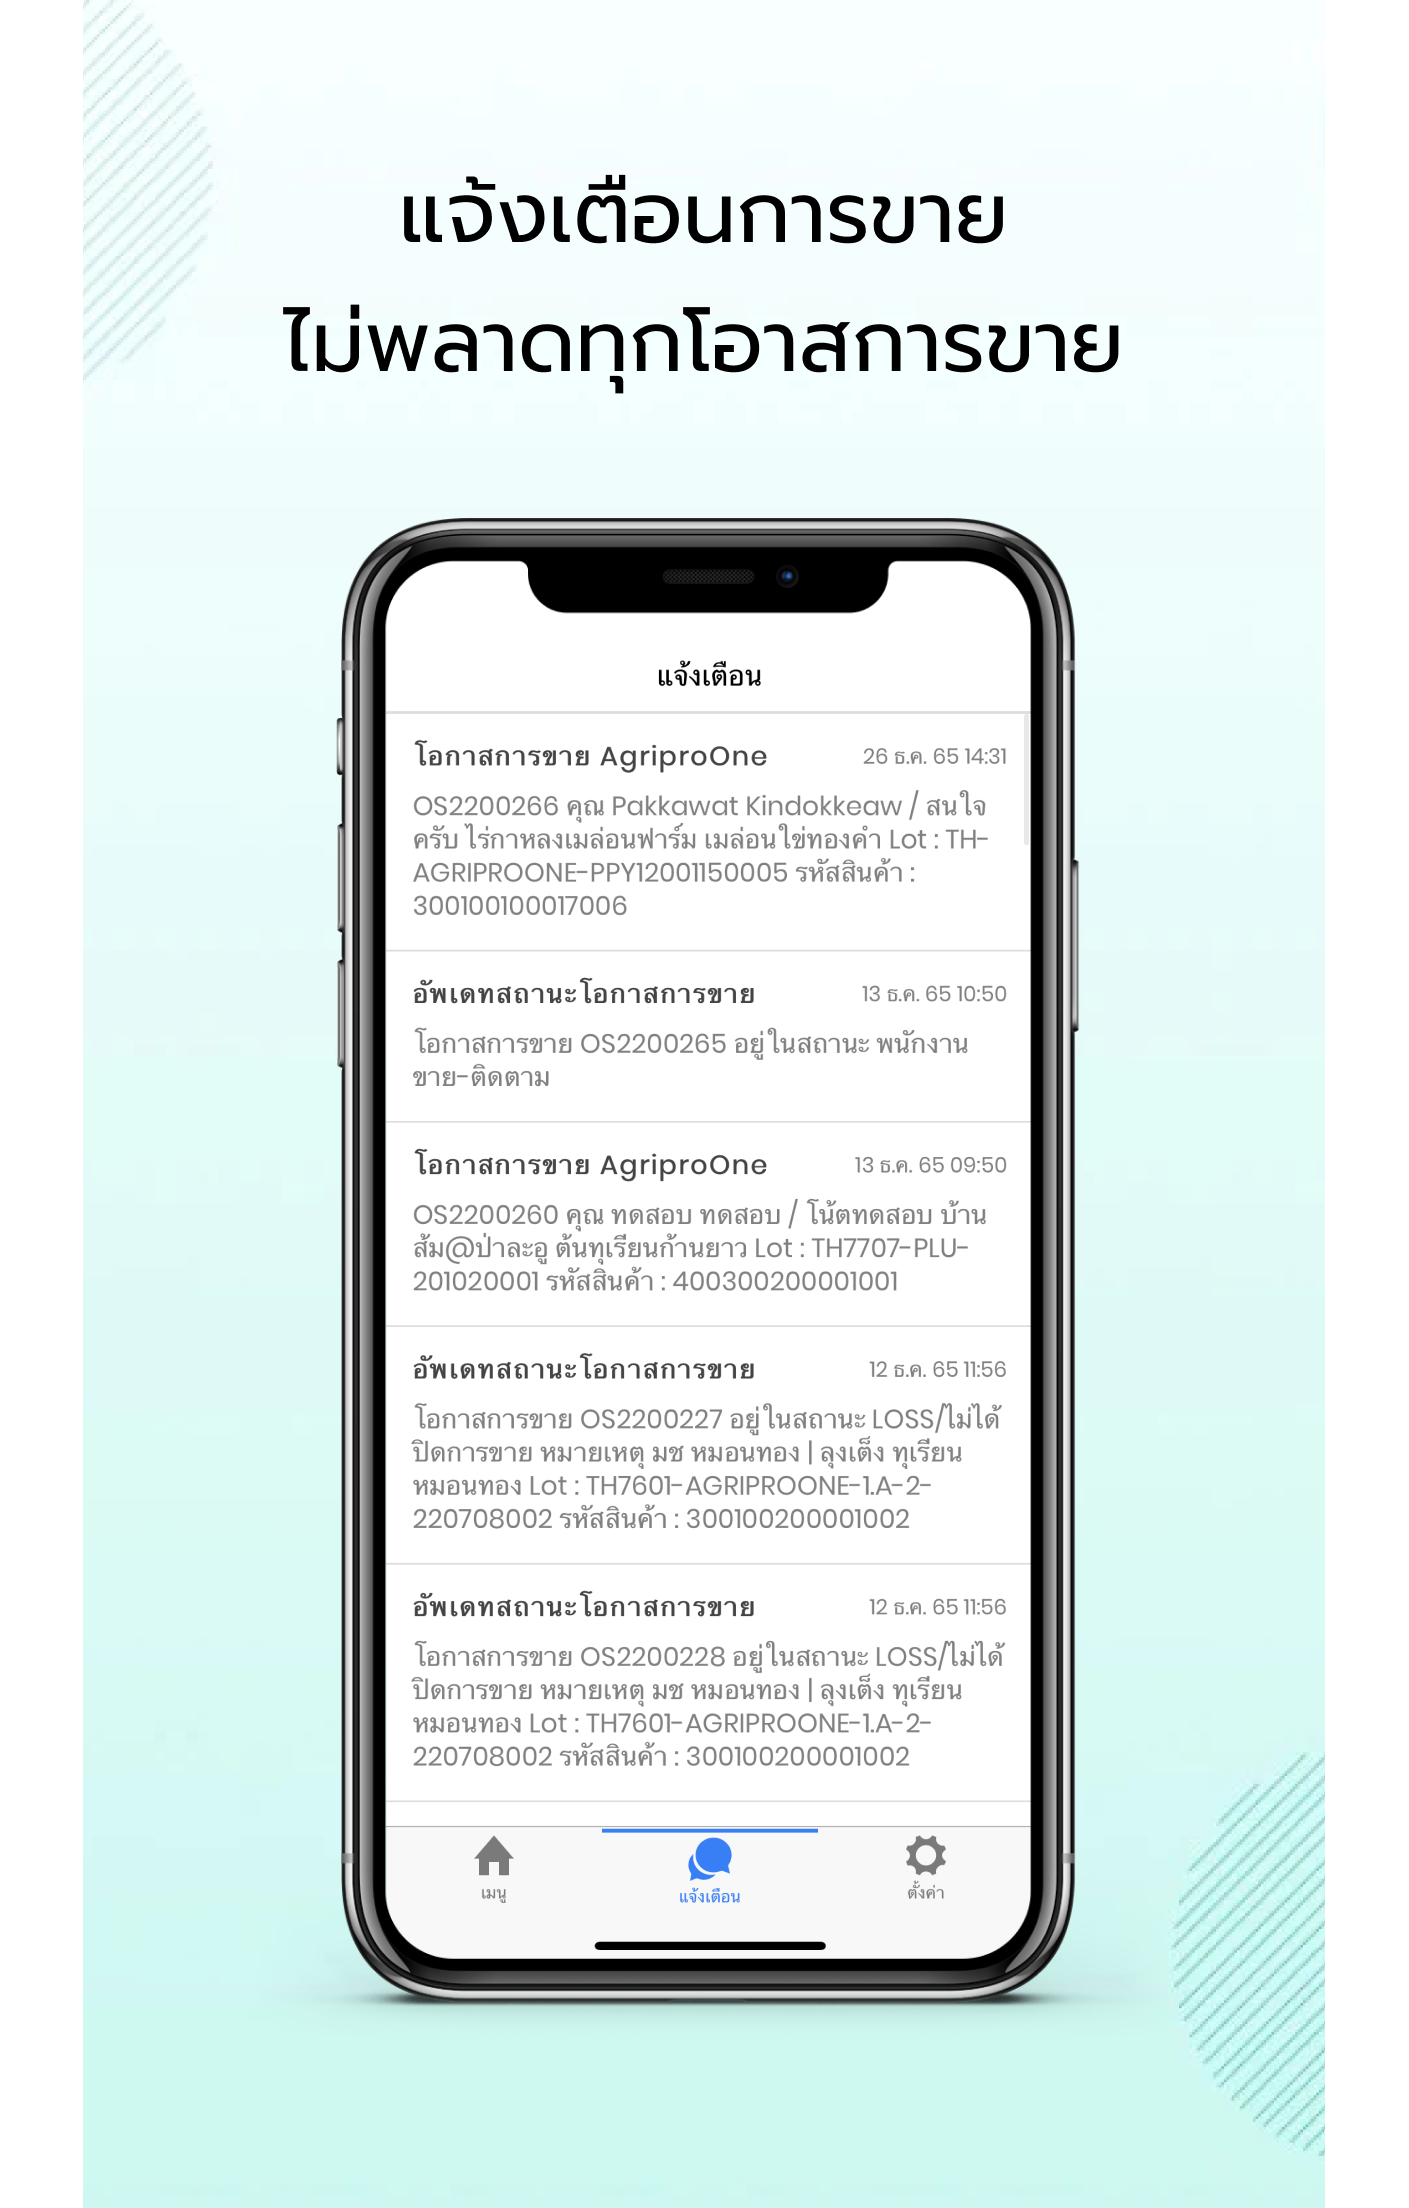 แจ้งเตือนการขาย
ไม่พลาดทุกโอาสการขาย
แจ้งเตือน
โอกาสการขาย AgriproOne 26 ธ.ค. 65 14:31
OS2200266 คุณ Pakkawat Kindokkeaw / สนใจ
ครับ ไร่กาหลงเมล่อนฟาร์ม เมล่อนไข่ทองคำ Lot : TH-
AGRIPROONE-PPY12001150005 รหัสสินค้า :
300100100017006
อัพเดทสถานะโอกาสการขาย 13 ธ.ค. 65 10:50
โอกาสการขาย OS2200265 อยู่ในสถานะ พนักงาน
ขาย-ติดตาม
โอกาสการขาย AgriproOne 13 ธ.ค. 65 09:50
OS2200260 คุณ ทดสอบ ทดสอบ / โน้ตทดสอบ บ้าน
ส้ม@ป่าละอู ต้นทุเรียนก้านยาว Lot : TH7707-PLU-
201020001 รหัสสินค้า : 400300200001001
อัพเดทสถานะโอกาสการขาย 12 ธ.ค. 65 11:56
โอกาสการขาย OS2200227 อยู่ในสถานะ LOSS/ไม่ได้
ปิดการขาย หมายเหตุ มช หมอนทอง | ลุงเต็ง ทุเรียน
หมอนทอง Lot : TH7601-AGRIPROONE-1.A-2-
220708002 รหัสสินค้า : 300100200001002
อัพเดทสถานะโอกาสการขาย 12 ธ.ค. 65 11:56
โอกาสการขาย OS2200228 อยู่ในสถานะ LOSS/ไม่ได้
ปิดการขาย หมายเหตุ มช หมอนทอง | ลุงเต็ง ทุเรียน
หมอนทอง Lot : TH7601-AGRIPROONE-1.A-2-
220708002 รหัสสินค้า : 300100200001002
เมนู แจ้งเตือน ตั้งค่า